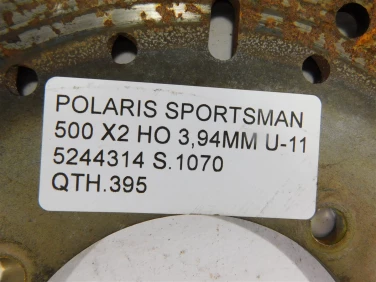 POLARIS SPORTSMAN
500 X2 HO 3,94MM U-11
5244314 S.1070
QTH.395